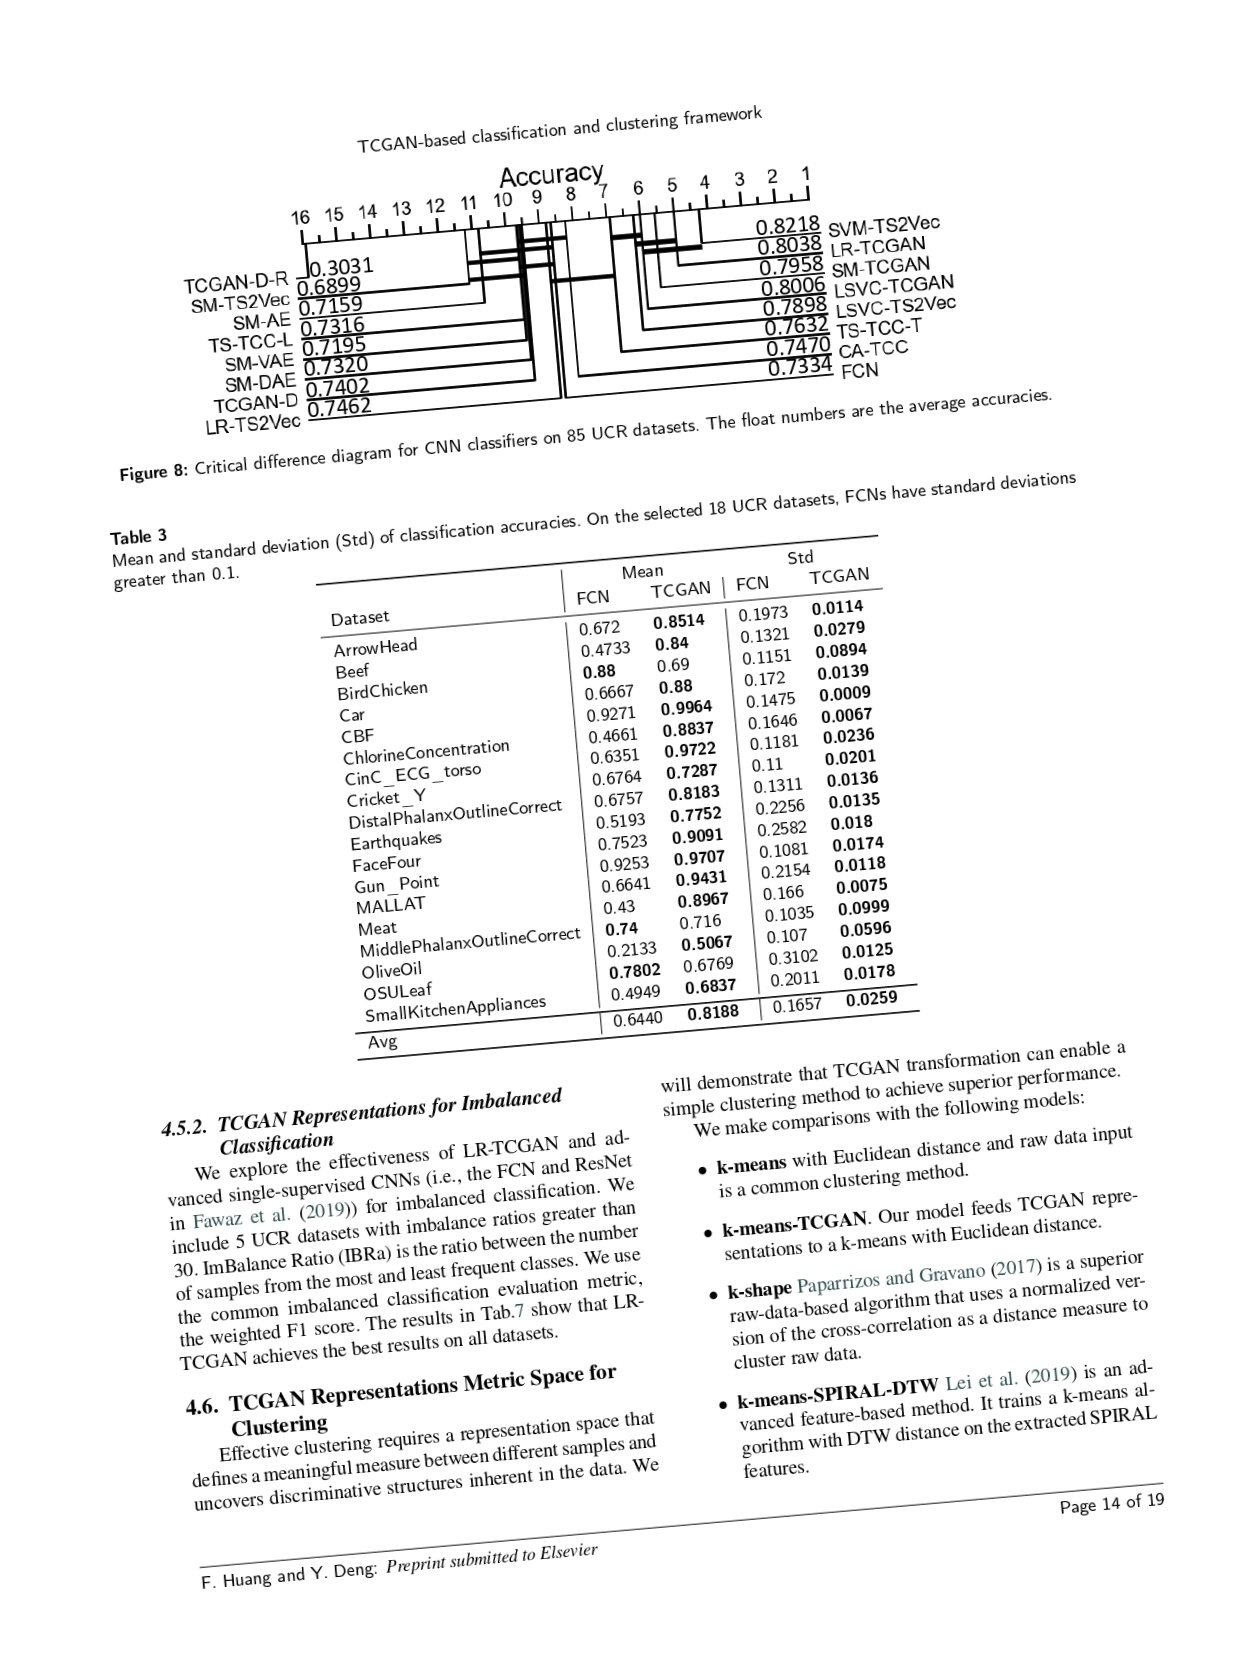 TCGAN-based classification and clustering framework
Accuracy
16 15 14 13 12 11 10 9 8 7 6 5 4 3 2 1
TCGAN-D-R 0.3031
SM-TS2Vec 0.6899
SM-AE 0.7159
TS-TCC-L 0.7316
SM-VAE 0.7195
SM-DAE 0.7320
TCGAN-D 0.7402
LR-TS2Vec 0.7462
0.8218 SVM-TS2Vec
0.8038 LR-TCGAN
0.7958 SM-TCGAN
0.8006 LSVC-TCGAN
0.7898 LSVC-TS2Vec
0.7632 TS-TCC-T
0.7470 CA-TCC
0.7334 FCN
Figure 8: Critical difference diagram for CNN classifiers on 85 UCR datasets. The float numbers are the average accuracies.
Table 3
Mean and standard deviation (Std) of classification accuracies. On the selected 18 UCR datasets, FCNs have standard deviations
greater than 0.1.
Mean Std
Dataset FCN TCGAN FCN TCGAN
ArrowHead 0.672 0.8514 0.1973 0.0114
Beef 0.4733 0.84 0.1321 0.0279
BirdChicken 0.88 0.69 0.1151 0.0894
Car 0.6667 0.88 0.172 0.0139
CBF 0.9271 0.9964 0.1475 0.0009
ChlorineConcentration 0.4661 0.8837 0.1646 0.0067
CinC_ECG_torso 0.6351 0.9722 0.1181 0.0236
Cricket_Y 0.6764 0.7287 0.11 0.0201
DistalPhalanxOutlineCorrect 0.6757 0.8183 0.1311 0.0136
Earthquakes 0.5193 0.7752 0.2256 0.0135
FaceFour 0.7523 0.9091 0.2582 0.018
Gun_Point 0.9253 0.9707 0.1081 0.0174
MALLAT 0.6641 0.9431 0.2154 0.0118
Meat 0.43 0.8967 0.166 0.0075
MiddlePhalanxOutlineCorrect 0.74 0.716 0.1035 0.0999
OliveOil 0.2133 0.5067 0.107 0.0596
OSULeaf 0.7802 0.6769 0.3102 0.0125
SmallKitchenAppliances 0.4949 0.6837 0.2011 0.0178
Avg 0.6440 0.8188 0.1657 0.0259
4.5.2. TCGAN Representations for Imbalanced
Classification
We explore the effectiveness of LR-TCGAN and ad-
vanced single-supervised CNNs (i.e., the FCN and ResNet
in Fawaz et al. (2019)) for imbalanced classification. We
include 5 UCR datasets with imbalance ratios greater than
30. ImBalance Ratio (IBRa) is the ratio between the number
of samples from the most and least frequent classes. We use
the common imbalanced classification evaluation metric,
the weighted F1 score. The results in Tab.7 show that LR-
TCGAN achieves the best results on all datasets.
4.6. TCGAN Representations Metric Space for
Clustering
Effective clustering requires a representation space that
defines a meaningful measure between different samples and
uncovers discriminative structures inherent in the data. We
will demonstrate that TCGAN transformation can enable a
simple clustering method to achieve superior performance.
We make comparisons with the following models:
• k-means with Euclidean distance and raw data input
is a common clustering method.
• k-means-TCGAN. Our model feeds TCGAN repre-
sentations to a k-means with Euclidean distance.
• k-shape Paparrizos and Gravano (2017) is a superior
raw-data-based algorithm that uses a normalized ver-
sion of the cross-correlation as a distance measure to
cluster raw data.
• k-means-SPIRAL-DTW Lei et al. (2019) is an ad-
vanced feature-based method. It trains a k-means al-
gorithm with DTW distance on the extracted SPIRAL
features.
F. Huang and Y. Deng: Preprint submitted to Elsevier
Page 14 of 19